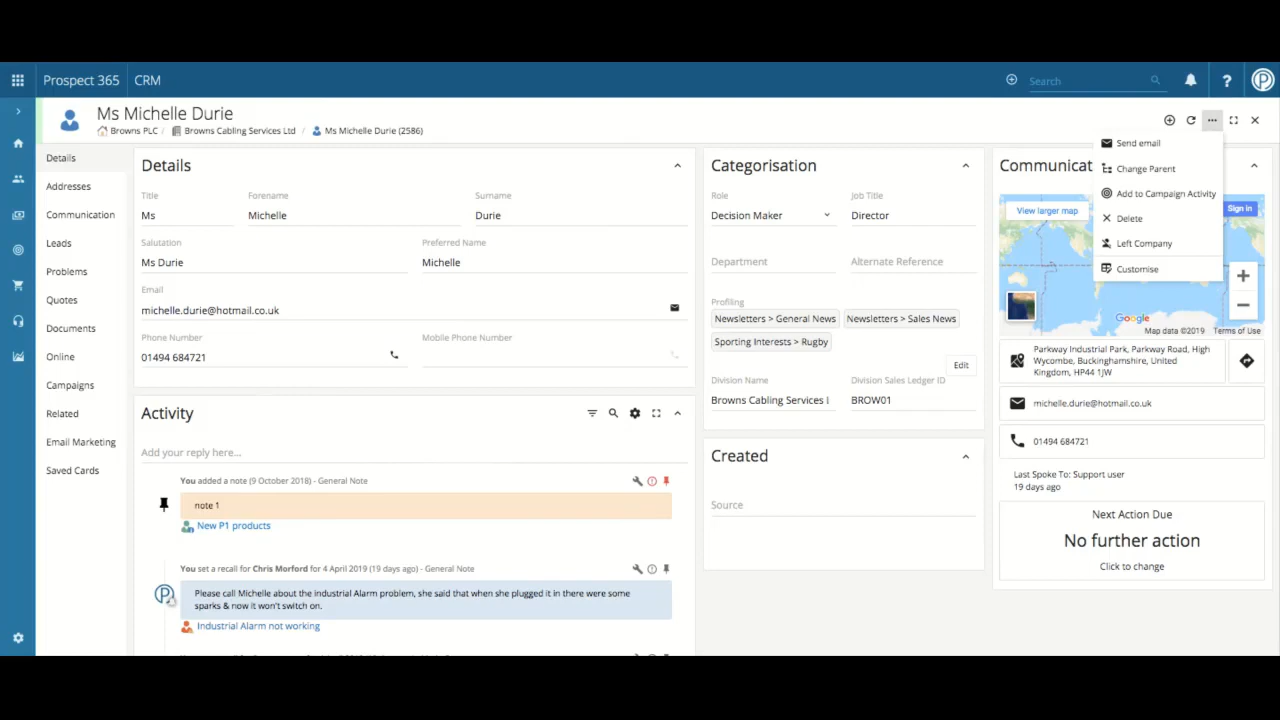 Prospect 365
CRM
Search
?
Ms Michelle Durie
Browns PLC / Browns Cabling Services Ltd / Ms Michelle Durie (2586)
Details
Addresses
Communication
Leads
Problems
Quotes
Documents
Online
Campaigns
Related
Email Marketing
Saved Cards
Details
Title
Forename
Surname
Ms
Michelle
Durie
Salutation
Preferred Name
Ms Durie
Michelle
Email
michelle.durie@hotmail.co.uk
Phone Number
Mobile Phone Number
01494 684721
Activity
Add your reply here...
You added a note (9 October 2018) - General Note
note 1
New P1 products
You set a recall for Chris Morford for 4 April 2019 (19 days ago) - General Note
Please call Michelle about the industrial Alarm problem, she said that when she plugged it in there were some
sparks & now it won't switch on.
Industrial Alarm not working
Categorisation
Role
Job Title
Decision Maker
Director
Department
Alternate Reference
Profiling
Newsletters > General News
Newsletters > Sales News
Sporting Interests > Rugby
Edit
Division Name
Division Sales Ledger ID
Browns Cabling Services
BROW01
Created
Source
Communicat
Send email
Change Parent
Add to Campaign Activity
Delete
Left Company
Customise
View larger map
Sign in
Google
Map data ©2019
Terms of Use
Parkway Industrial Park, Parkway Road, High
Wycombe, Buckinghamshire, United
Kingdom, HP44 1JW
michelle.durie@hotmail.co.uk
01494 684721
Last Spoke To: Support user
19 days ago
Next Action Due
No further action
Click to change